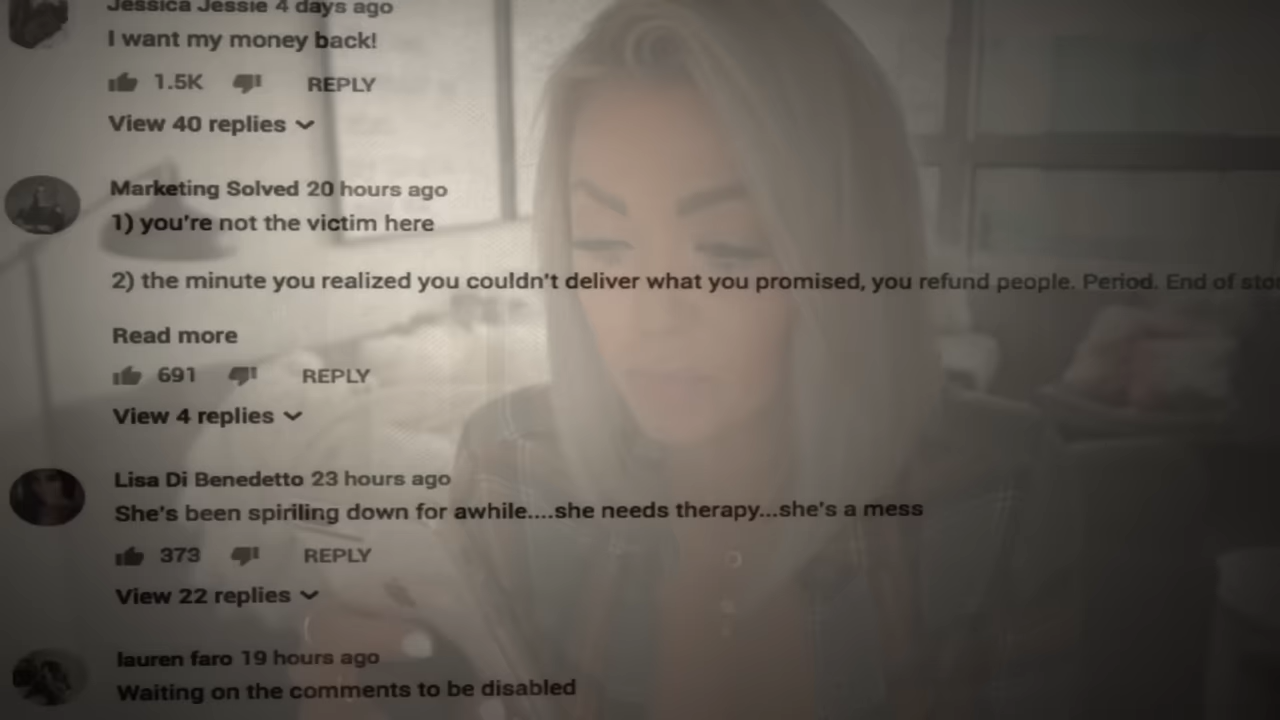 Jessica Jessie 4 days ago
I want my money back!
1.5K REPLY
View 40 replies
Marketing Solved 20 hours ago
1) you're not the victim here
2) the minute you realized you couldn't deliver what you promised, you refund people. Period. End of
Read more
691 REPLY
View 4 replies
Lisa Di Benedetto 23 hours ago
She's been spiriling down for awhile....she needs therapy...she's a mess
373 REPLY
View 22 replies
lauren faro 19 hours ago
Waiting on the comments to be disabled